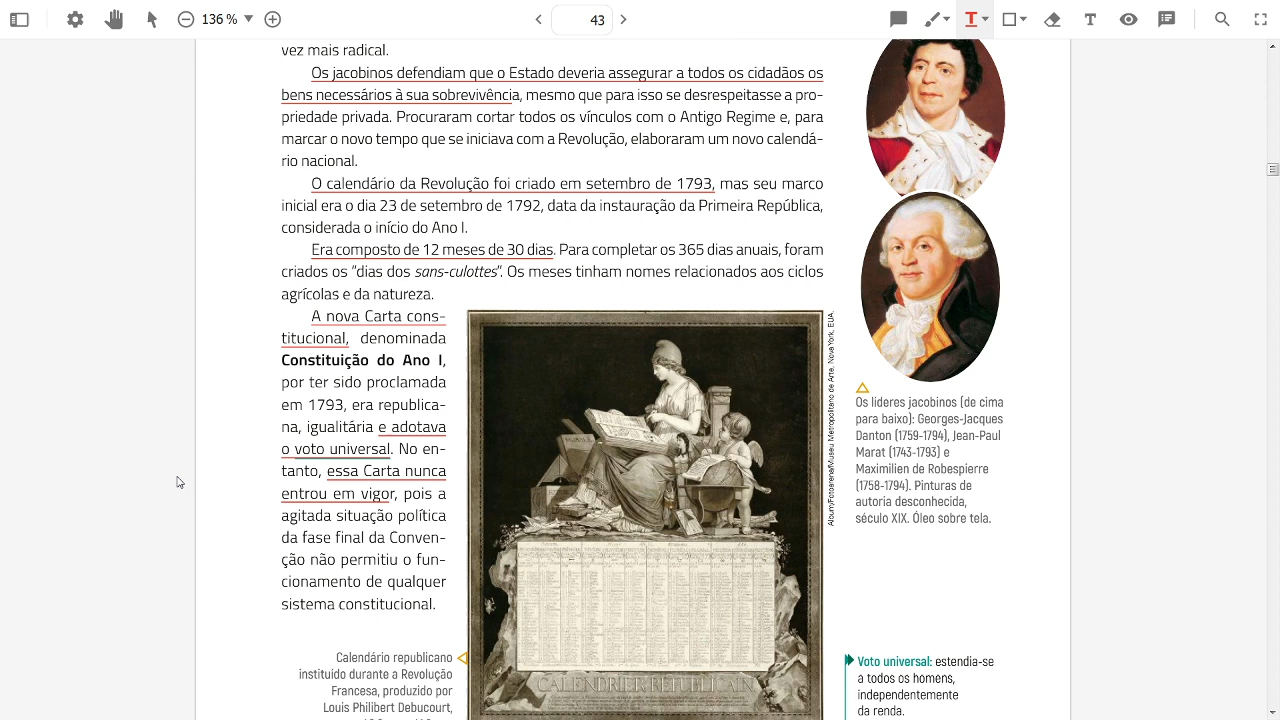 136 %
43
vez mais radical.
Os jacobinos defendiam que o Estado deveria assegurar a todos os cidadãos os
bens necessários à sua sobrevivência, mesmo que para isso se desrespeitasse a pro-
priedade privada. Procuraram cortar todos os vínculos com o Antigo Regime e, para
marcar o novo tempo que se iniciava com a Revolução, elaboraram um novo calendá-
rio nacional.
O calendário da Revolução foi criado em setembro de 1793, mas seu marco
inicial era o dia 23 de setembro de 1792, data da instauração da Primeira República,
considerada o início do Ano I.
Era composto de 12 meses de 30 dias. Para completar os 365 dias anuais, foram
criados os "dias dos sans-culottes". Os meses tinham nomes relacionados aos ciclos
agrícolas e da natureza.
A nova Carta cons-
titucional, denominada
Constituição do Ano I,
por ter sido proclamada
em 1793, era republica-
na, igualitária e adotava
o voto universal. No en-
tanto, essa Carta nunca
entrou em vigor, pois a
agitada situação política
da fase final da Conven-
ção não permitiu o fun-
cionamento de qualquer
sistema constitucional.
Calendário republicano
instituído durante a Revolução
Francesa, produzido por
Louis Philibert Debucourt,
CALENDRIER REPUBLICAIN
Album/Fotoarena/Museu Metropolitano de Arte, Nova York, EUA.
Os líderes jacobinos (de cima
para baixo): Georges-Jacques
Danton (1759-1794), Jean-Paul
Marat (1743-1793) e
Maximilien de Robespierre
(1758-1794). Pinturas de
autoria desconhecida,
século XIX. Óleo sobre tela.
Voto universal: estendia-se
a todos os homens,
independentemente
da renda.